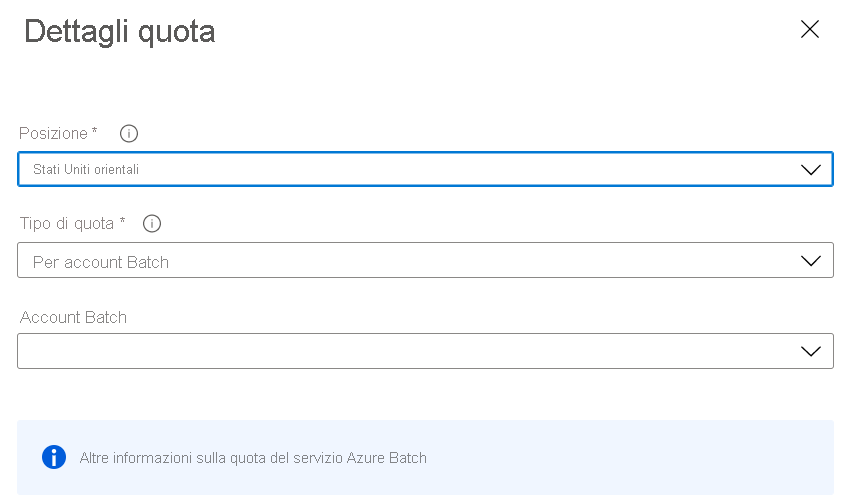 Dettagli quota
Posizione *
Stati Uniti orientali
Tipo di quota *
Per account Batch
Account Batch
Altre informazioni sulla quota del servizio Azure Batch